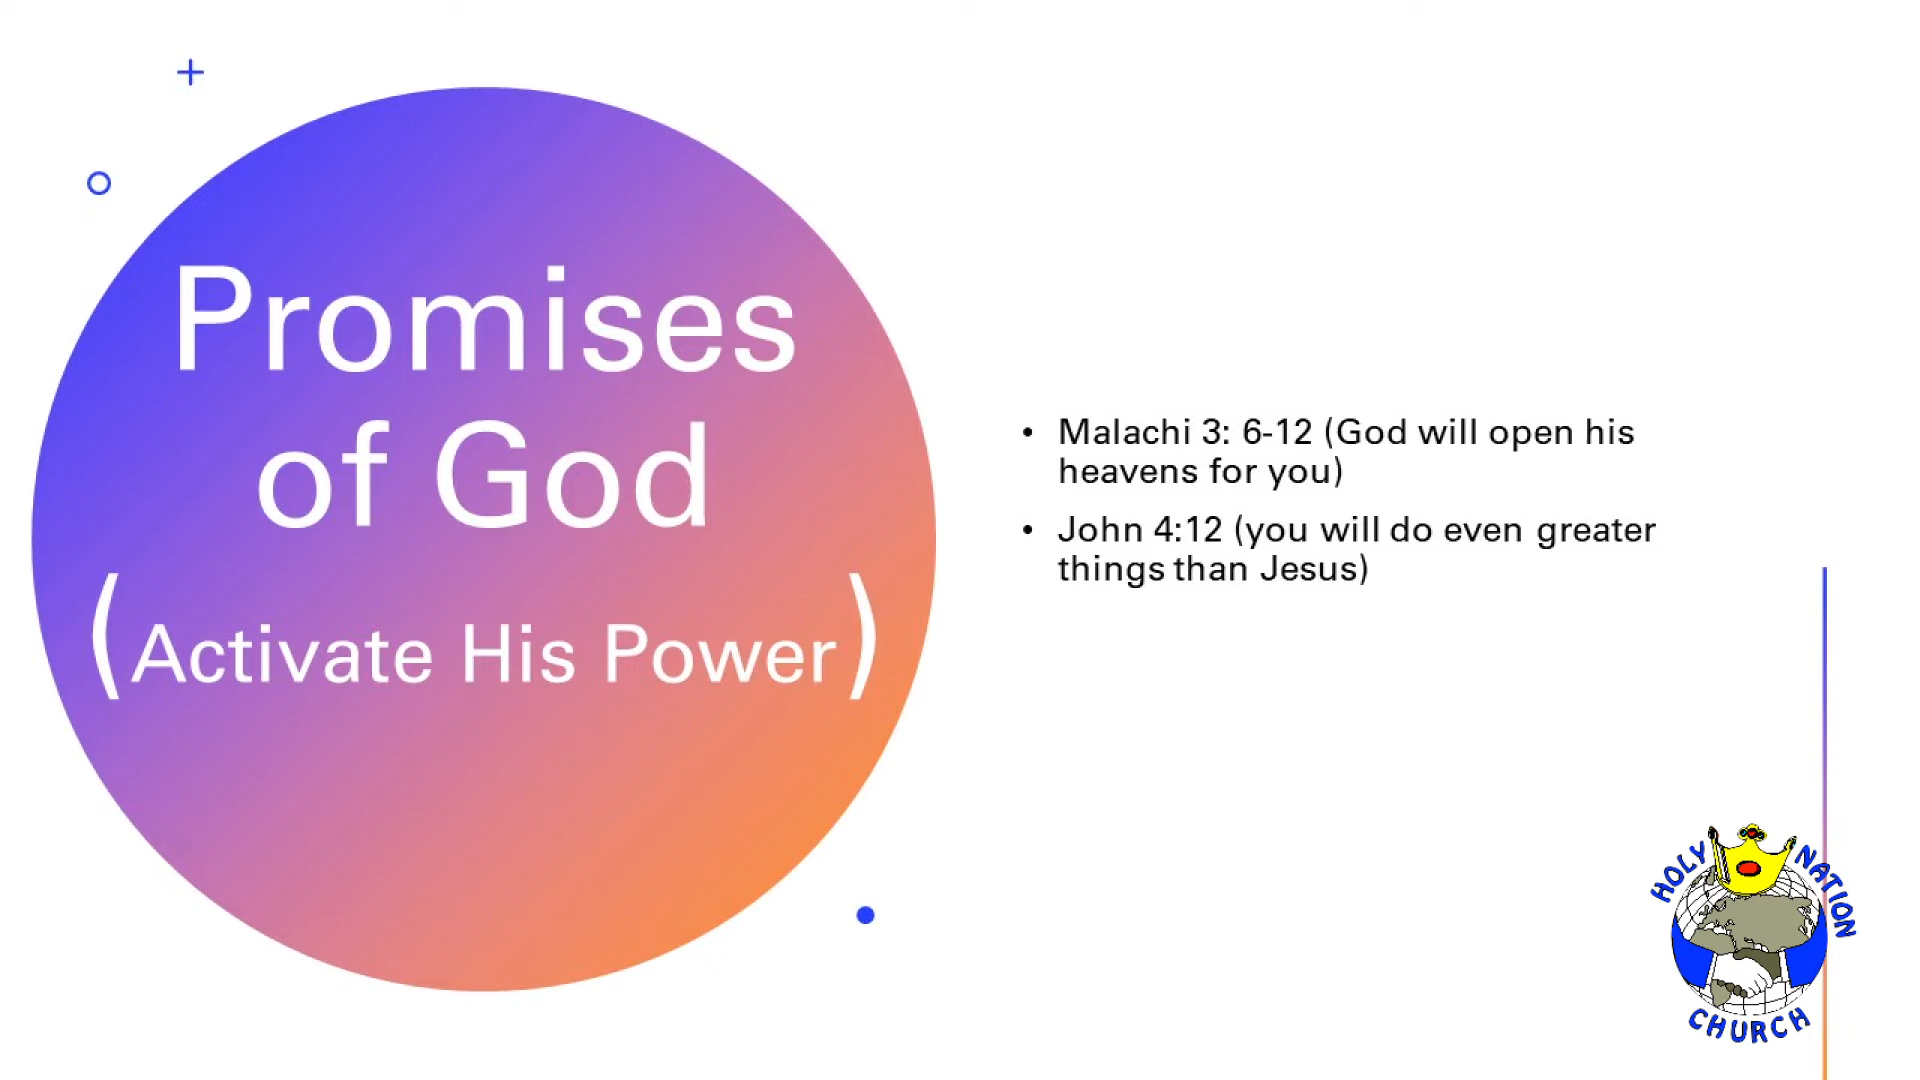 Promises
of God
(Activate His Power)
• Malachi 3: 6-12 (God will open his
heavens for you)
• John 4:12 (you will do even greater
things than Jesus)
HOLY NATION
CHURCH